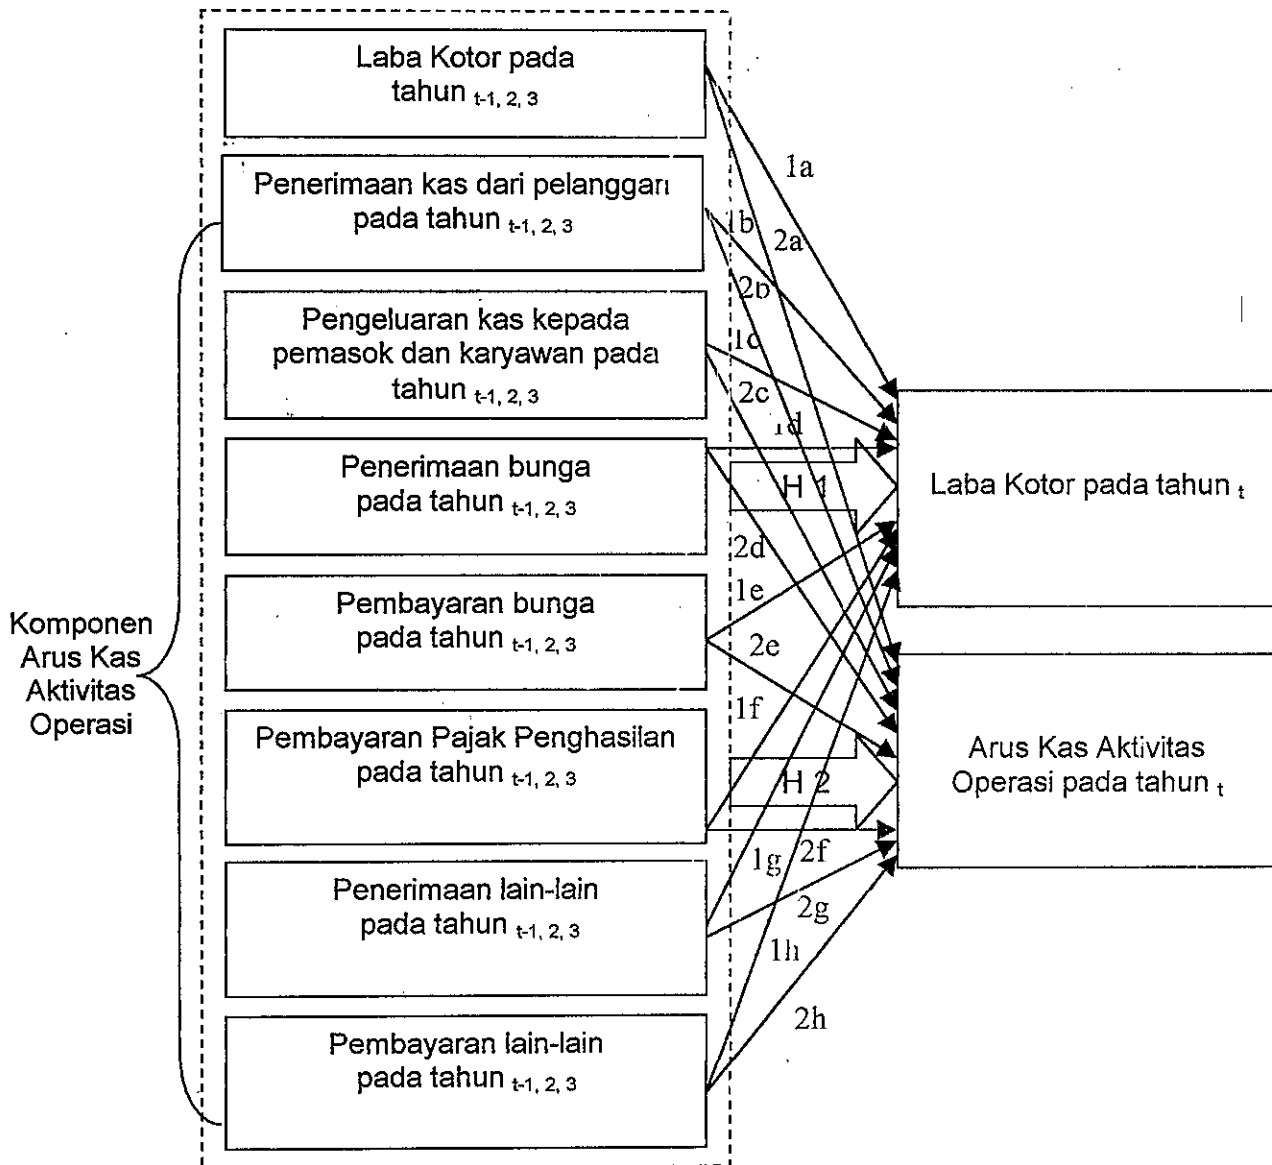 Laba Kotor pada
tahun t-1, 2, 3
Penerimaan kas dari pelanggan
pada tahun t-1, 2, 3
Pengeluaran kas kepada
pemasok dan karyawan pada
tahun t-1, 2, 3
Penerimaan bunga
pada tahun t-1, 2, 3
Pembayaran bunga
pada tahun t-1, 2, 3
Pembayaran Pajak Penghasilan
pada tahun t-1, 2, 3
Penerimaan lain-lain
pada tahun t-1, 2, 3
Pembayaran lain-lain
pada tahun t-1, 2, 3
Komponen
Arus Kas
Aktivitas
Operasi
1a
1b
2a
2b
1c
2c
1d
H 1
2d
1e
2e
1f
H 2
2f
1g
2g
1h
2h
Laba Kotor pada tahun t
Arus Kas Aktivitas
Operasi pada tahun t